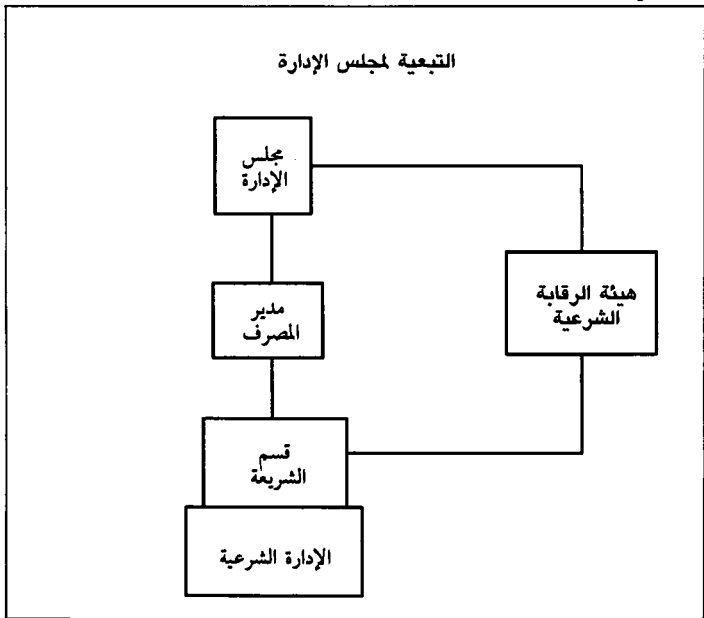 التبعية لمجلس الإدارة
مجلس
الإدارة
هيئة الرقابة
الشرعية
مدير
المصرف
قسم
الشريعة
الإدارة الشرعية